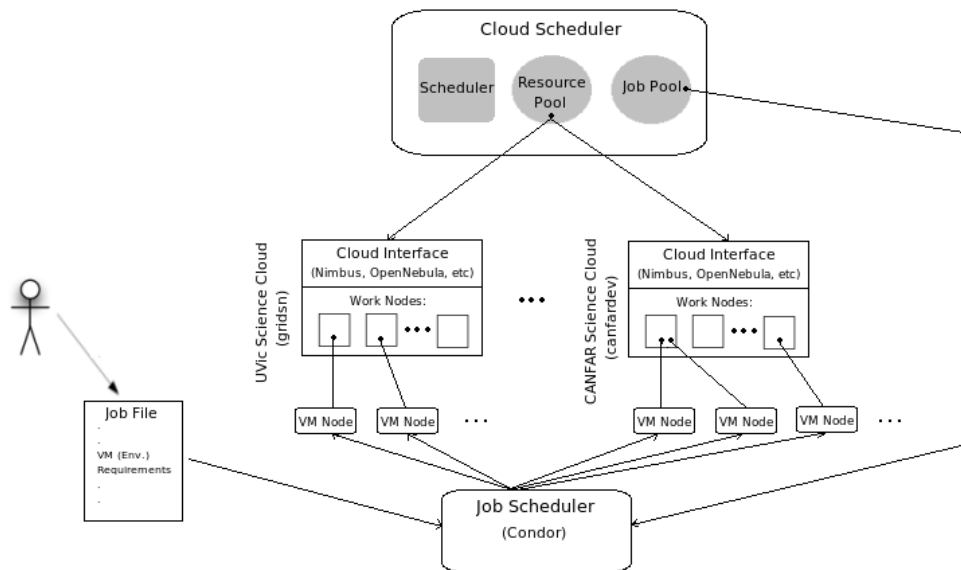 Cloud Scheduler
Scheduler
Resource
Pool
Job Pool
UVic Science Cloud
(gridsn)
Cloud Interface
(Nimbus, OpenNebula, etc)
Work Nodes:
CANFAR Science Cloud
(canfardev)
Cloud Interface
(Nimbus, OpenNebula, etc)
Work Nodes:
Job File
VM (Env.)
Requirements
VM Node
VM Node
...
VM Node
VM Node
VM Node
...
Job Scheduler
(Condor)